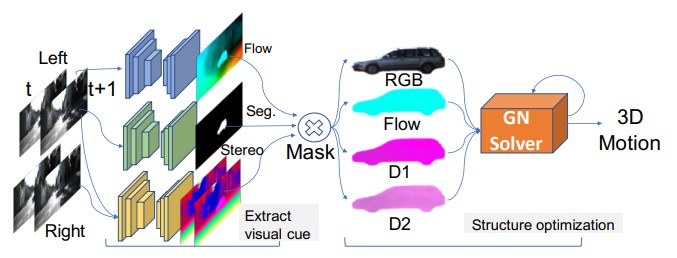 Left
t
t+1
Right
Flow
Seg.
Stereo
Extract
visual cue
Mask
RGB
Flow
D1
D2
GN
Solver
3D
Motion
Structure optimization